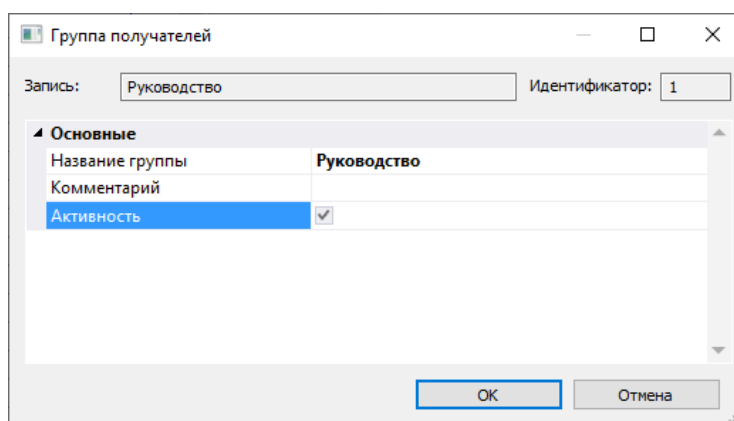 Группа получателей
Запись: Руководство Идентификатор: 1
Основные
Название группы Руководство
Комментарий
Активность
OK Отмена